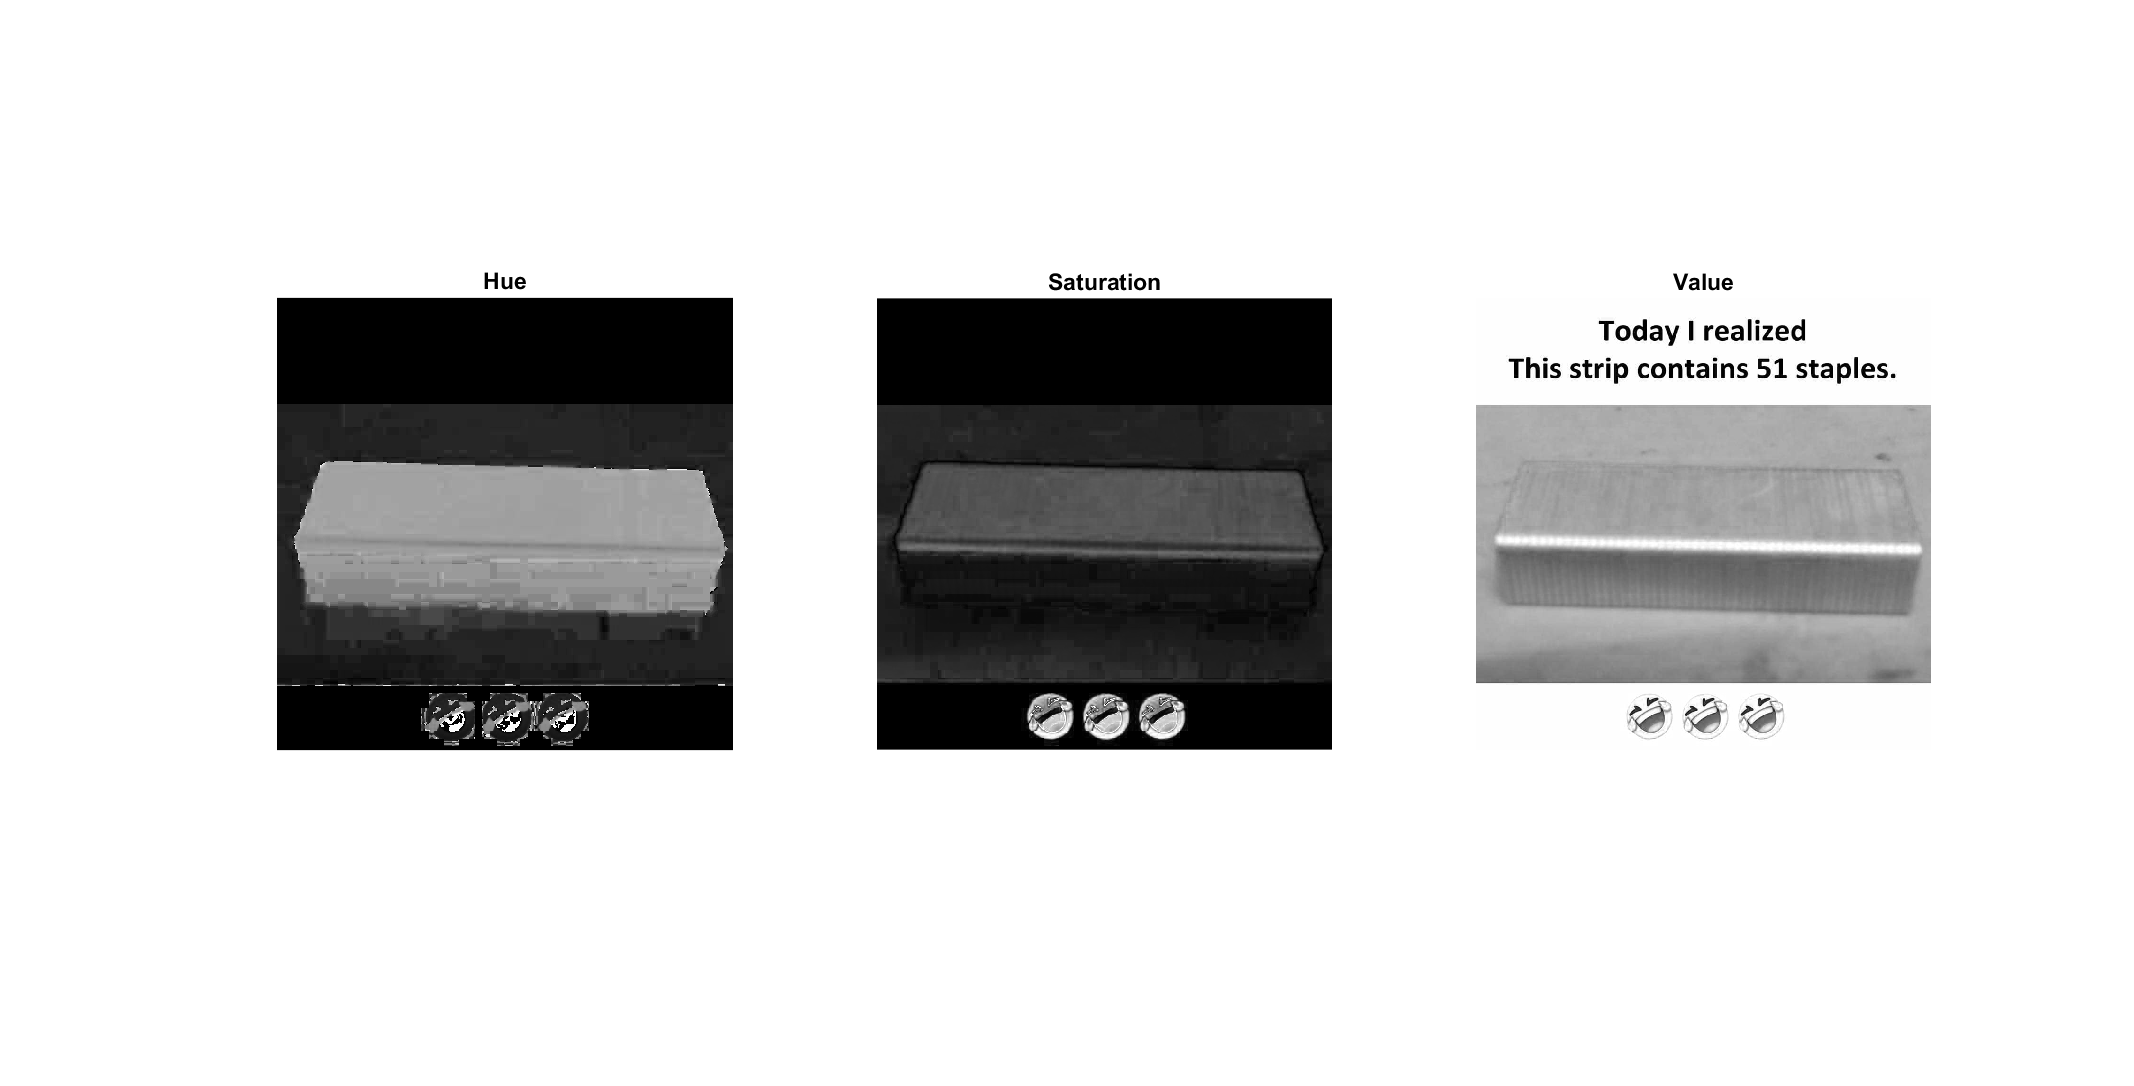 Hue
Saturation
Value
Today I realized
This strip contains 51 staples.